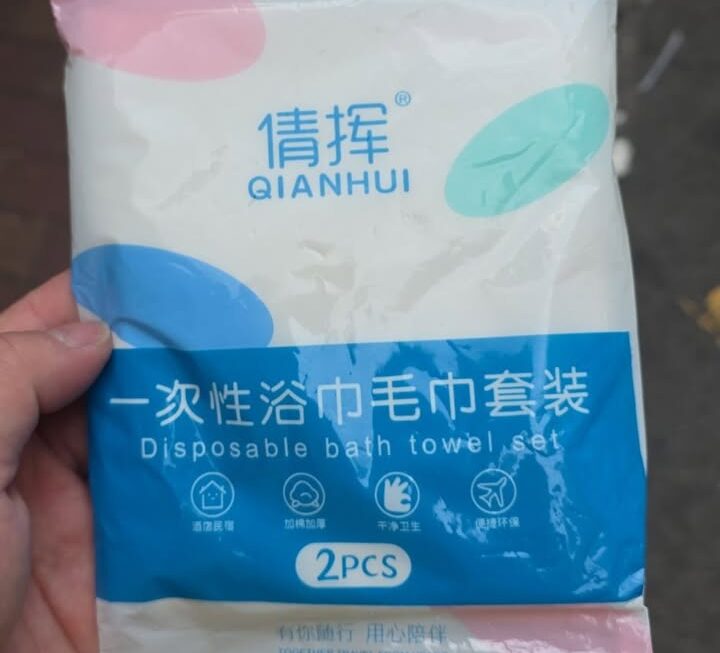 倩挥®
QIANHUI
一次性浴巾毛巾套装
Disposable bath towel set
酒店民宿 加棉加厚 干净卫生 便捷环保
2PCS
有你随行 用心陪伴